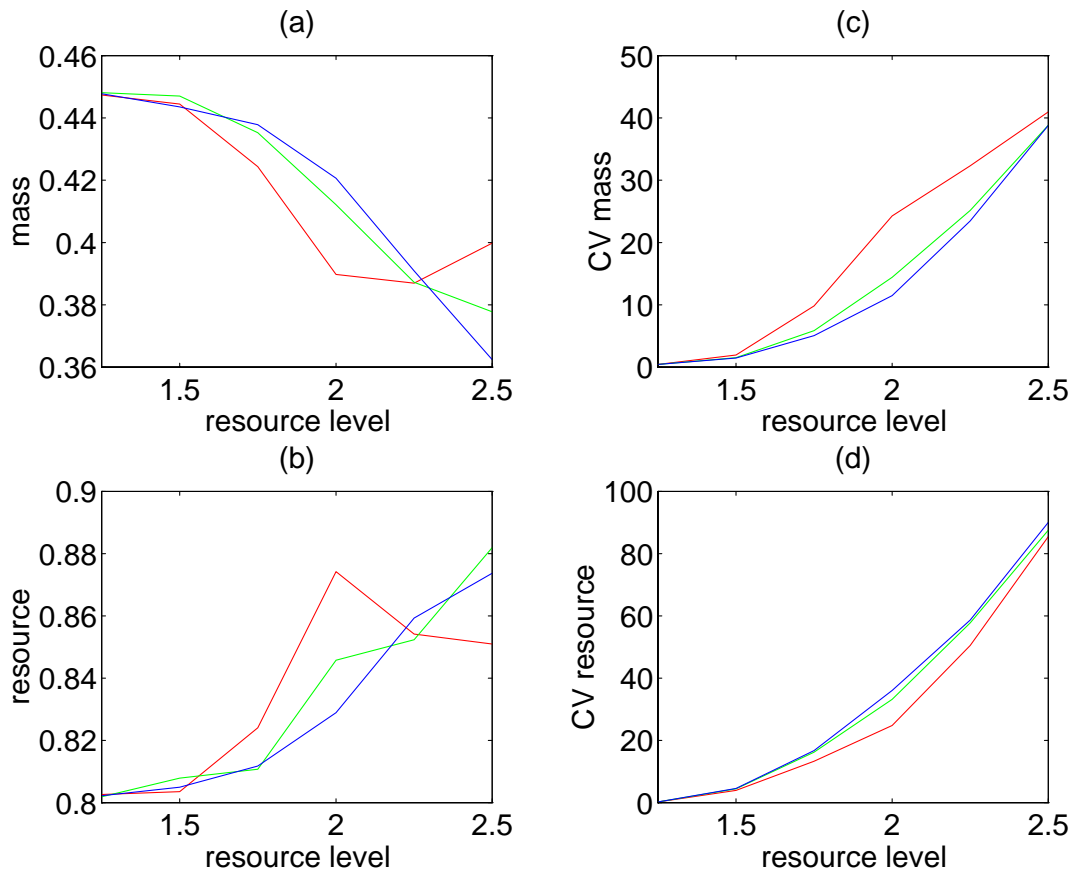 (a)
0.46
0.44
0.42
0.4
0.38
0.36
mass
1.5 2 2.5
resource level
(c)
50
40
30
20
10
0
CV mass
1.5 2 2.5
resource level
(b)
0.9
0.88
0.86
0.84
0.82
0.8
resource
1.5 2 2.5
resource level
(d)
100
80
60
40
20
0
CV resource
1.5 2 2.5
resource level